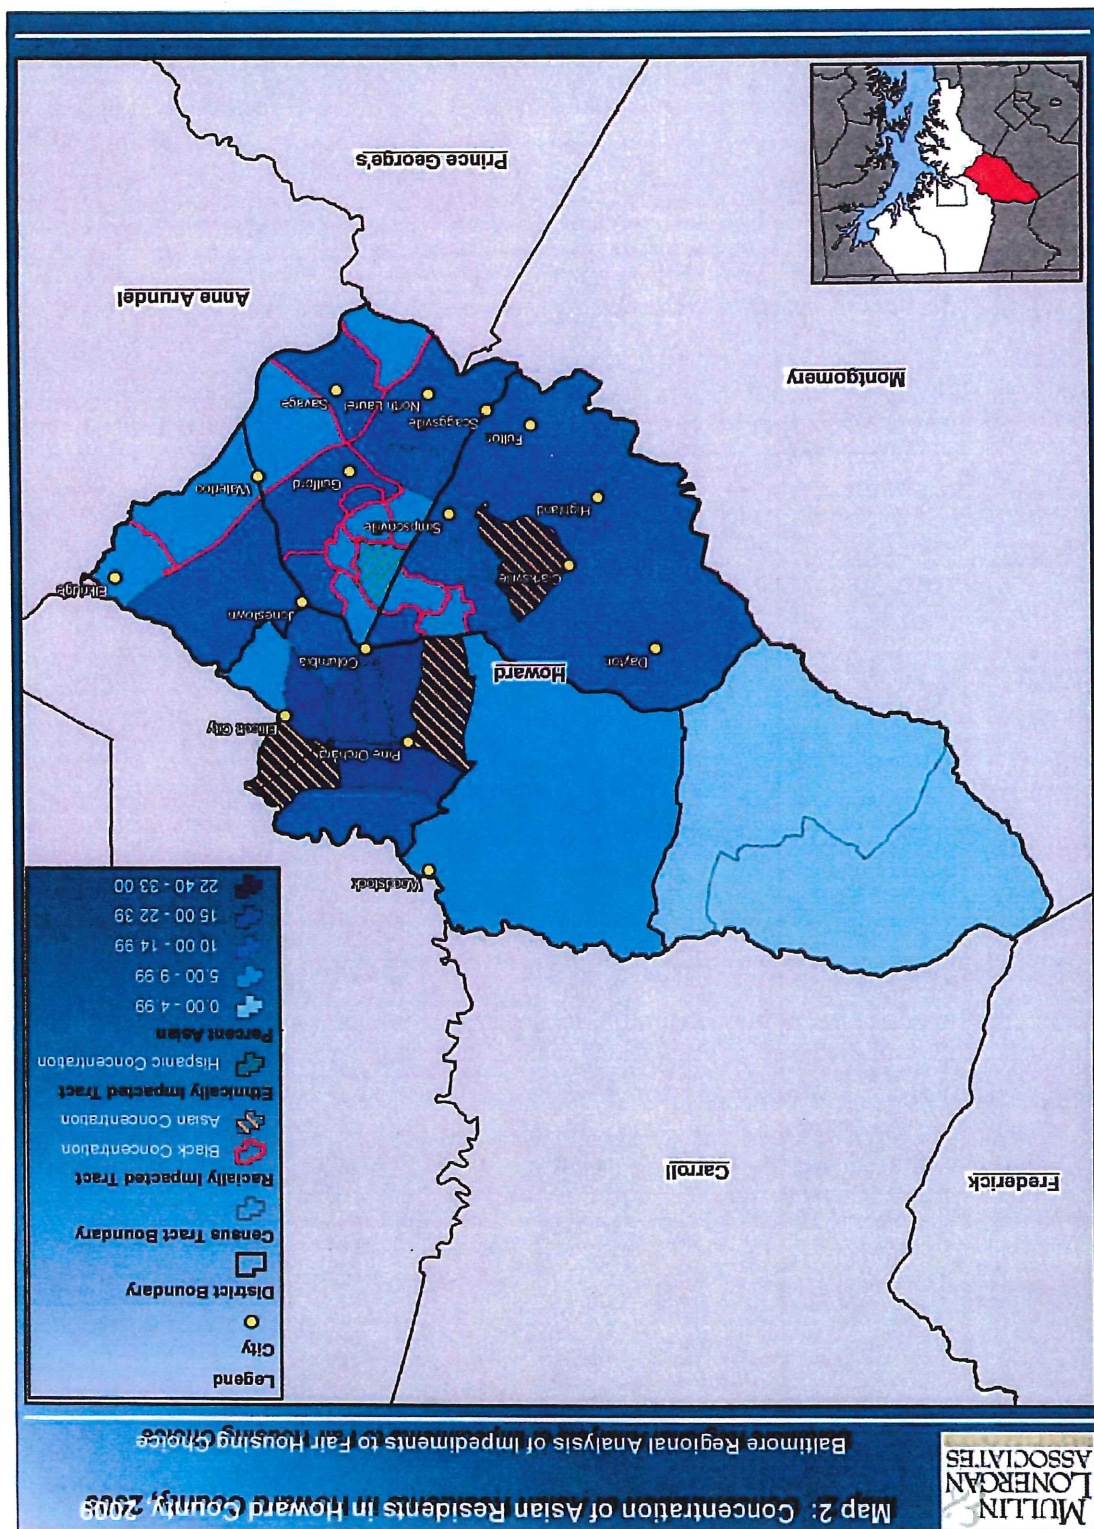 MULLIN
LONERGAN
ASSOCIATES
Map 2: Concentration of Asian Residents in Howard County, 2009
Baltimore Regional Analysis of Impediments to Fair Housing Choice
Legend
City
District Boundary
Census Tract Boundary
Racially Impacted Tract
Black Concentration
Asian Concentration
Ethnically Impacted Tract
Hispanic Concentration
Percent Asian
0.00 - 4.99
5.00 - 9.99
10.00 - 14.99
15.00 - 22.39
22.40 - 33.00
Frederick
Carroll
Woodstock
Pine Orchard
Ellicott City
Howard
Dayton
Columbia
Jonestown
Elkridge
Clarksville
Highland
Simpsonville
Guilford
Waterloo
Fulton
Scaggsville
North Laurel
Savage
Montgomery
Anne Arundel
Prince George's